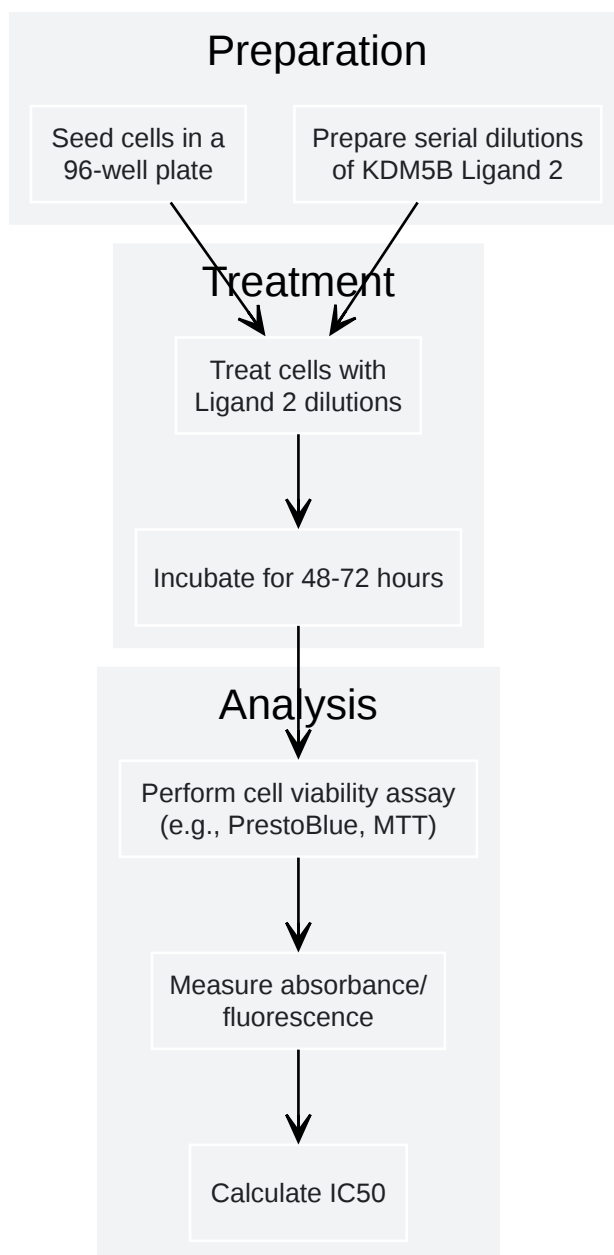 Preparation
Seed cells in a
96-well plate
Prepare serial dilutions
of KDM5B Ligand 2
Treatment
Treat cells with
Ligand 2 dilutions
Incubate for 48-72 hours
Analysis
Perform cell viability assay
(e.g., PrestoBlue, MTT)
Measure absorbance/
fluorescence
Calculate IC50